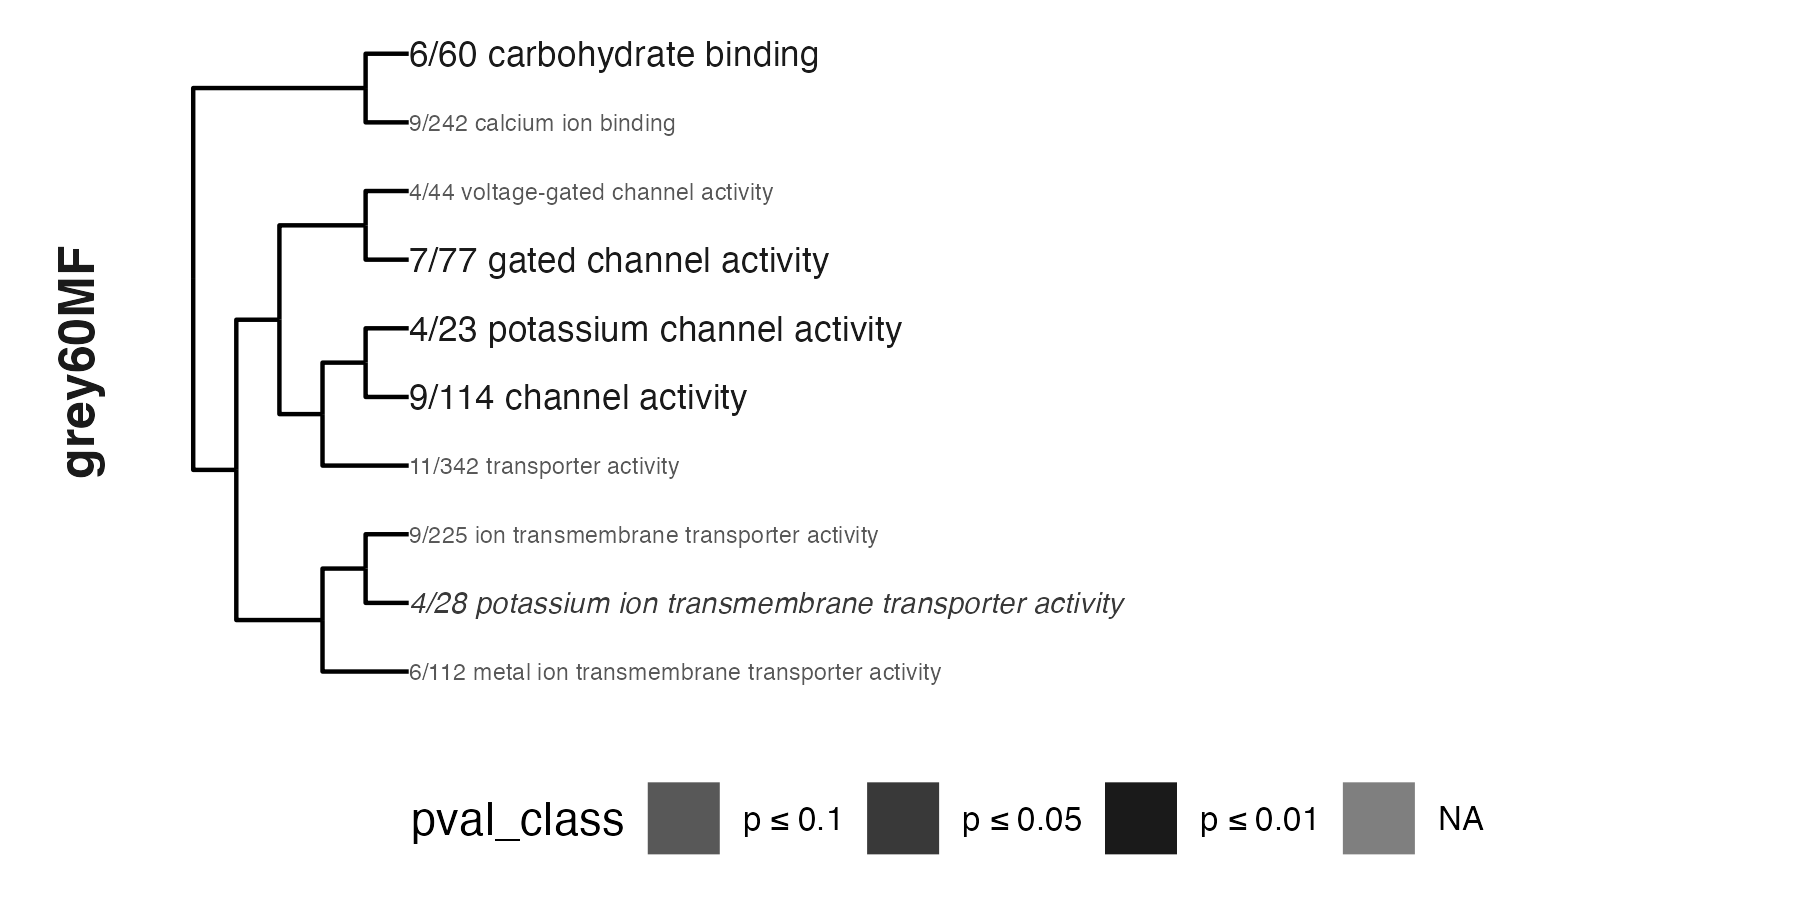 grey60MF
6/60 carbohydrate binding
9/242 calcium ion binding
4/44 voltage-gated channel activity
7/77 gated channel activity
4/23 potassium channel activity
9/114 channel activity
11/342 transporter activity
9/225 ion transmembrane transporter activity
4/28 potassium ion transmembrane transporter activity
6/112 metal ion transmembrane transporter activity
pval_class p ≤ 0.1 p ≤ 0.05 p ≤ 0.01 NA